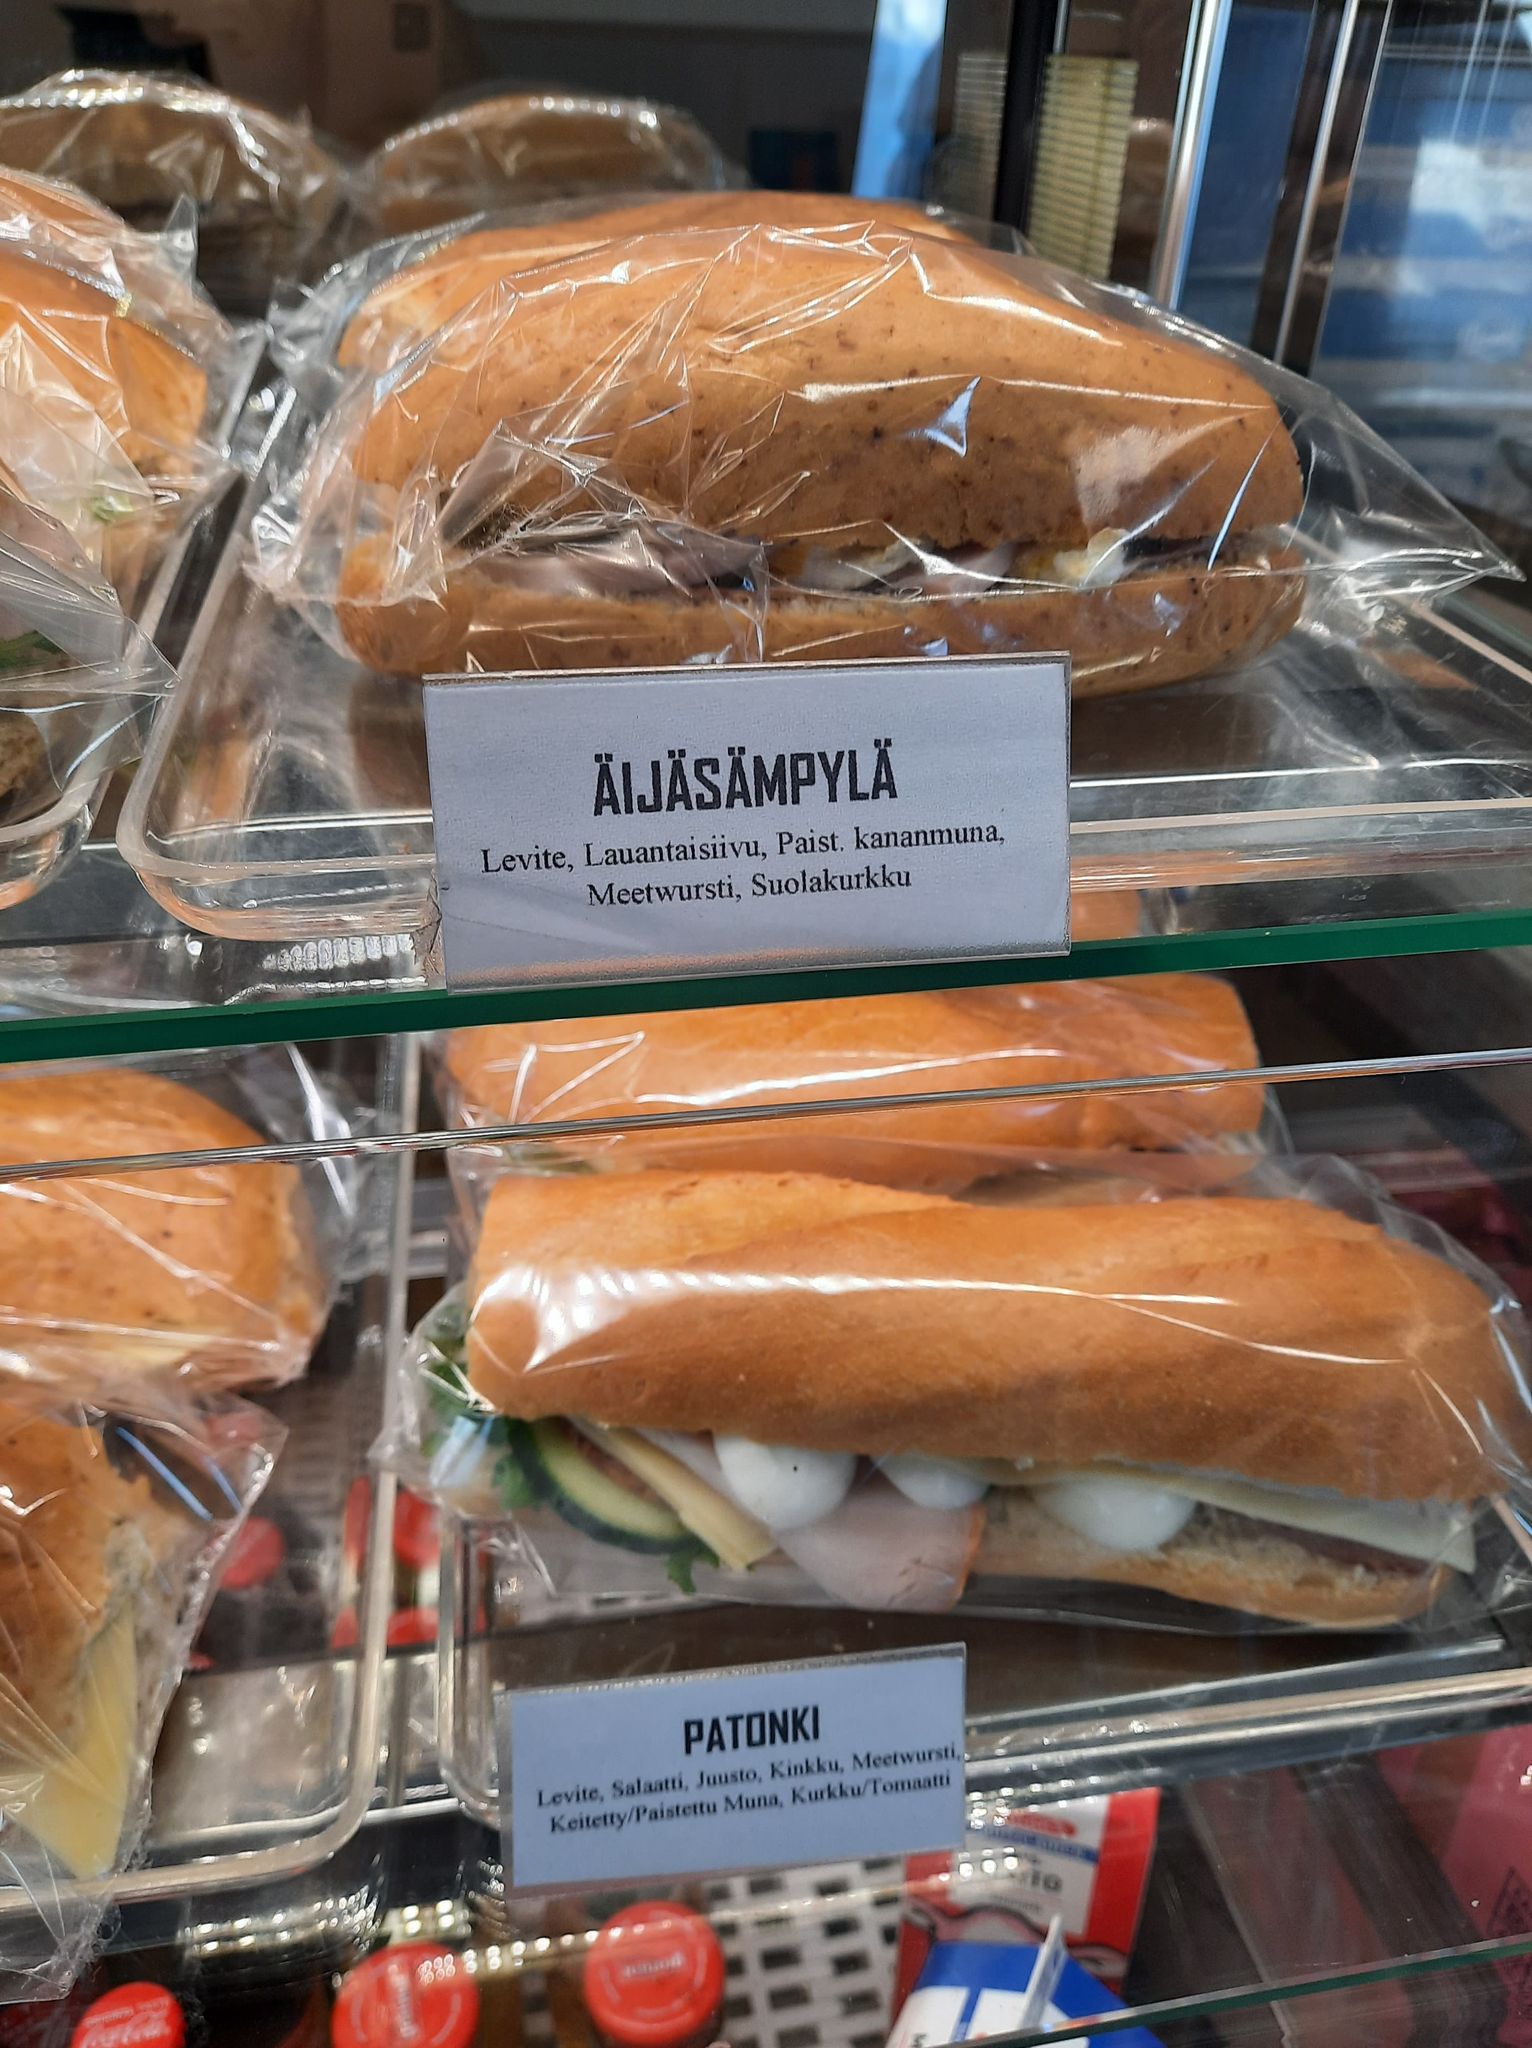 ÄIJÄSÄMPYLÄ
Levite, Lauantaisiivu, Paist. kananmuna,
Meetwursti, Suolakurkku
PATONKI
Levite, Salaatti, Juusto, Kinkku, Meetwursti,
Keitetty/Paistettu Muna, Kurkku/Tomaatti